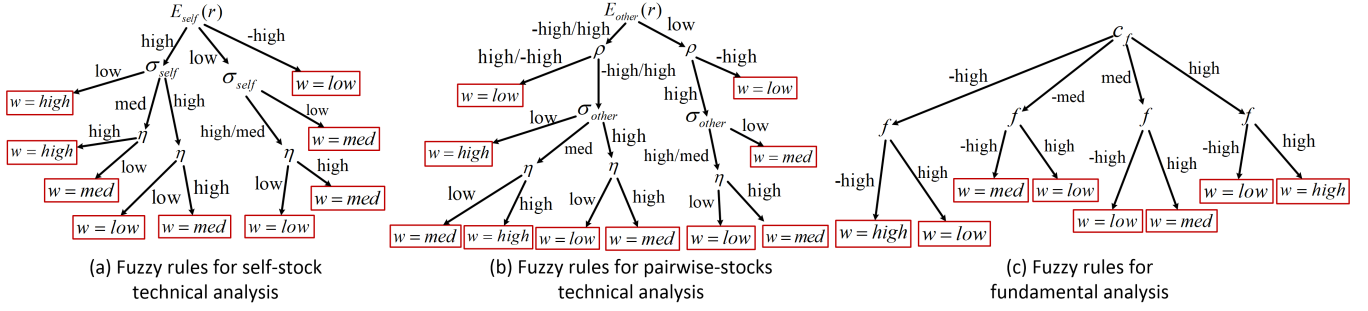 E_self(r)
high
low
-high
low
σ_self
σ_self
w = low
w = high
med
high
low
high
η
high/med
w = med
w = high
low
η
η
high
w = med
low
high
low
w = med
w = low
w = med
w = low
(a) Fuzzy rules for self-stock
technical analysis
E_other(r)
-high/high
low
high/-high
ρ
ρ
-high
-high/high
w = low
high
w = low
σ_other
σ_other
low
low
w = high
med
high
high/med
w = med
η
η
η
low
high
low
high
low
high
w = med
w = high
w = low
w = med
w = low
w = med
(b) Fuzzy rules for pairwise-stocks
technical analysis
c_f
-high
-med
med
high
f
f
f
f
-high
high
-high
high
-high
high
-high
high
w = med
w = low
w = low
w = high
w = low
w = med
w = high
w = low
(c) Fuzzy rules for
fundamental analysis